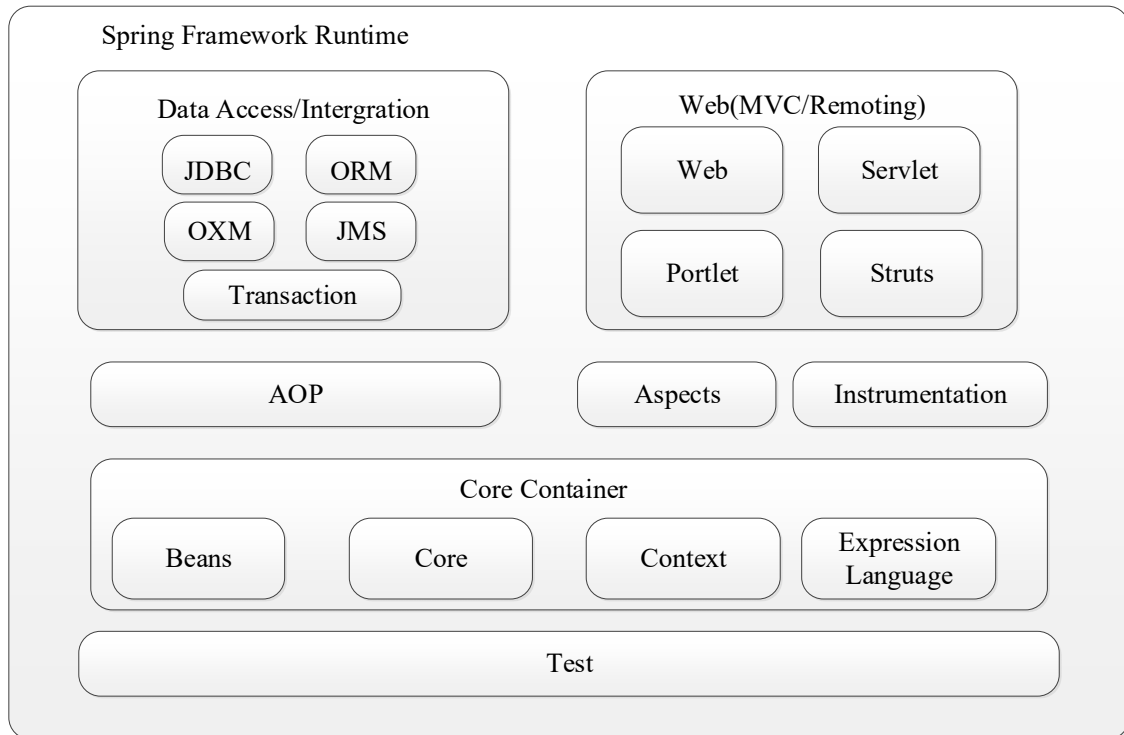 Spring Framework Runtime
Data Access/Intergration
JDBC
ORM
OXM
JMS
Transaction
Web(MVC/Remoting)
Web
Servlet
Portlet
Struts
AOP
Aspects
Instrumentation
Core Container
Beans
Core
Context
Expression
Language
Test